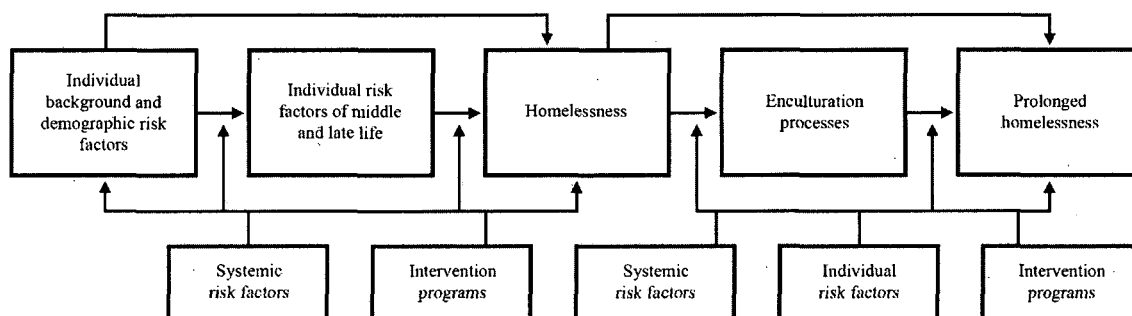 Individual
background and
demographic risk
factors
Individual risk
factors of middle
and late life
Homelessness
Enculturation
processes
Prolonged
homelessness
Systemic
risk factors
Intervention
programs
Systemic
risk factors
Individual
risk factors
Intervention
programs